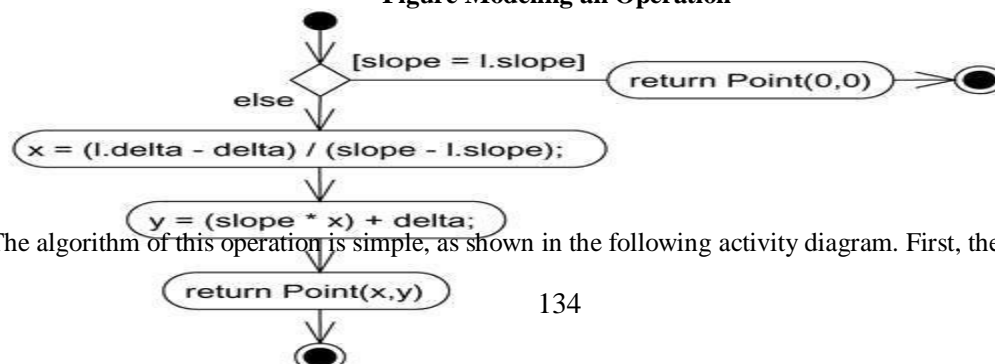 Figure Modeling an Operation
[slope = l.slope]
return Point(0,0)
else
x = (l.delta - delta) / (slope - l.slope);
y = (slope * x) + delta;
The algorithm of this operation is simple, as shown in the following activity diagram. First, the
return Point(x,y)
134